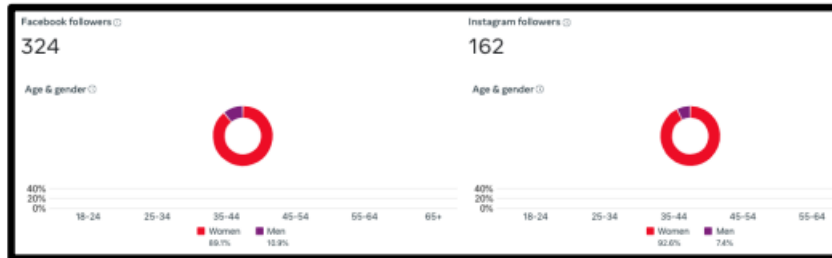 Facebook followers
324
Age & gender
40%
20%
0%
18-24 25-34 35-44 45-54 55-64 65+
Women Men
89.1% 10.9%
Instagram followers
162
Age & gender
40%
20%
0%
18-24 25-34 35-44 45-54 55-64
Women Men
92.6% 7.4%